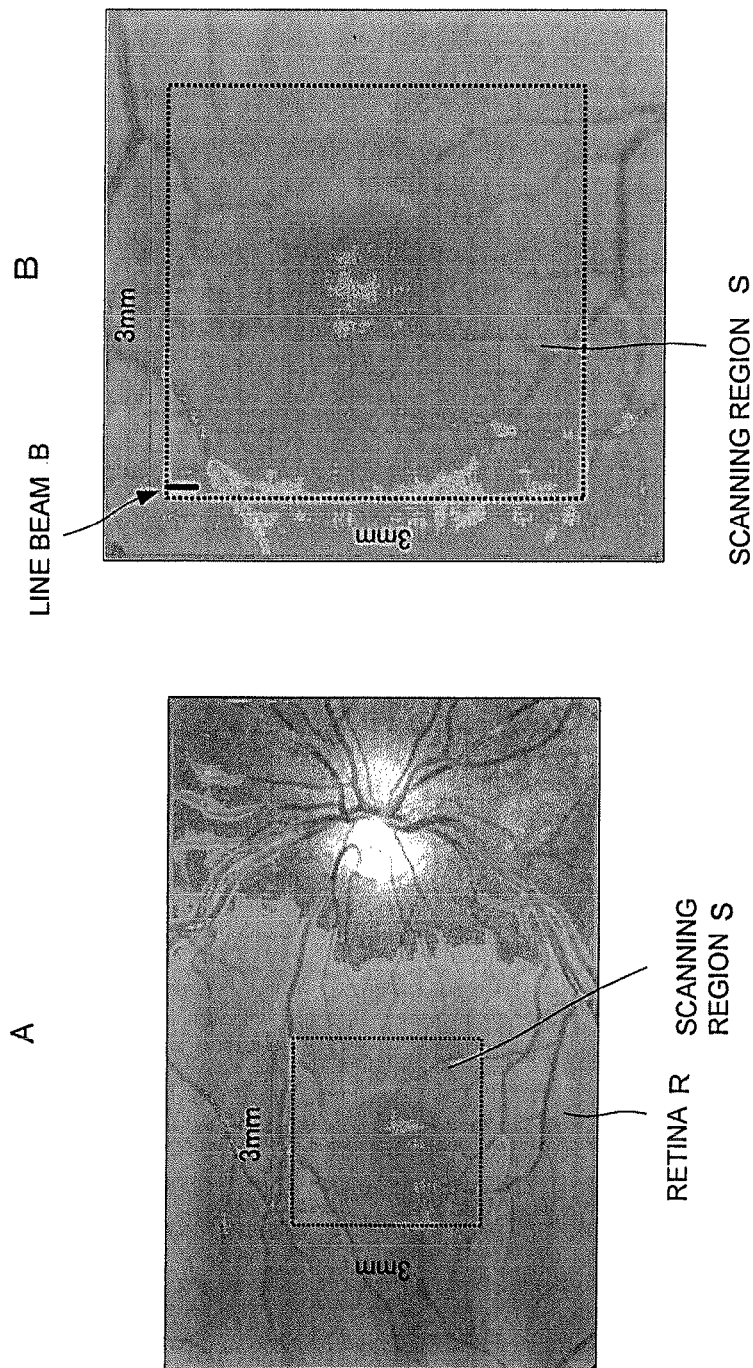 A
3mm
3mm
RETINA R
SCANNING
REGION S
B
LINE BEAM B
3mm
3mm
SCANNING REGION S